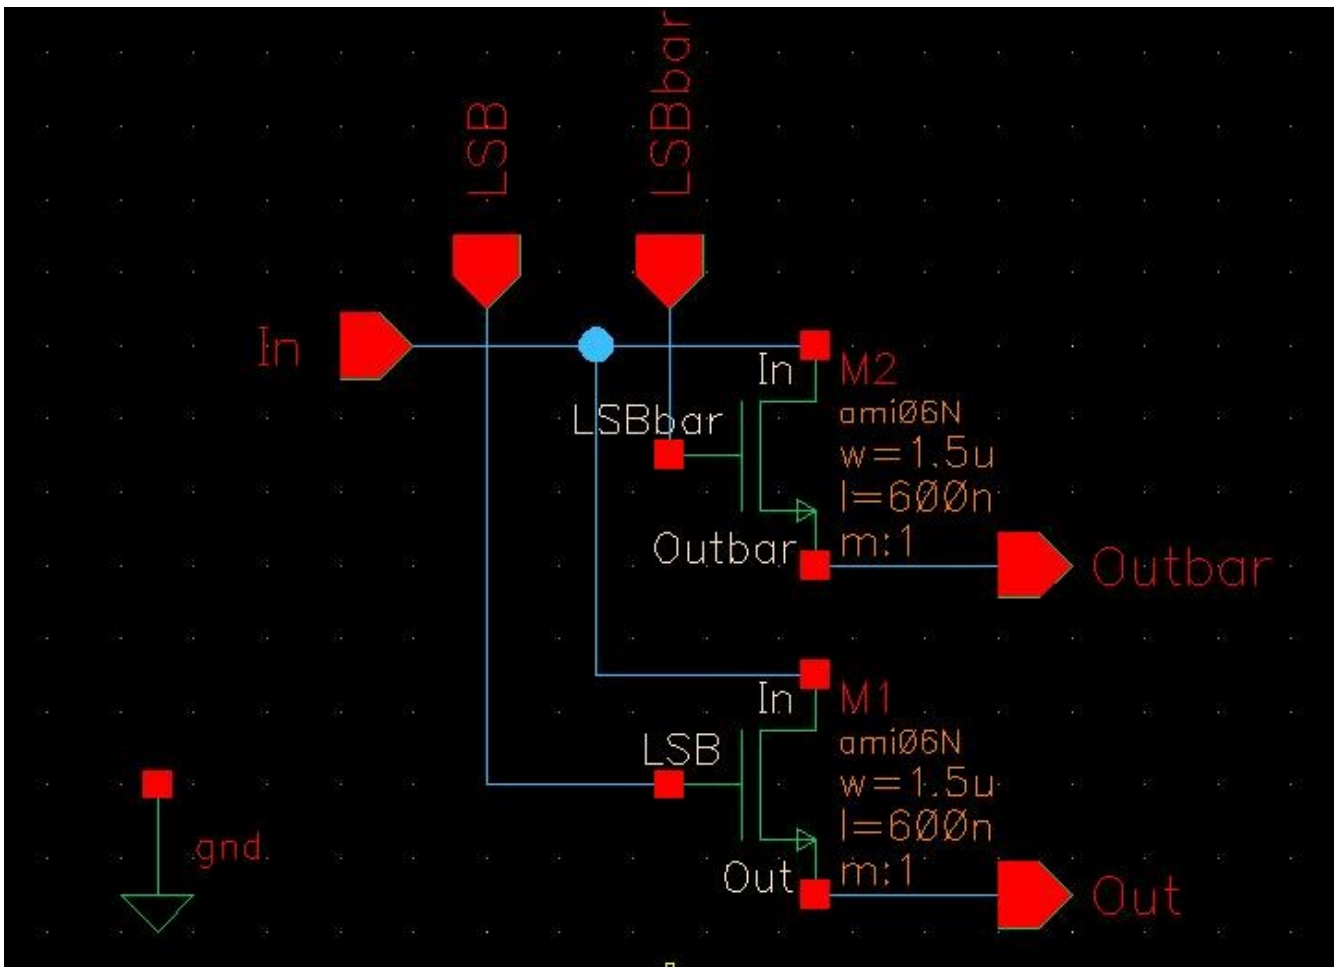 LSB
LSBbar
In
In
M2
ami06N
LSBbar
w=1.5u
l=600n
Outbar
m:1
Outbar
In
M1
ami06N
LSB
w=1.5u
l=600n
gnd
Out
m:1
Out